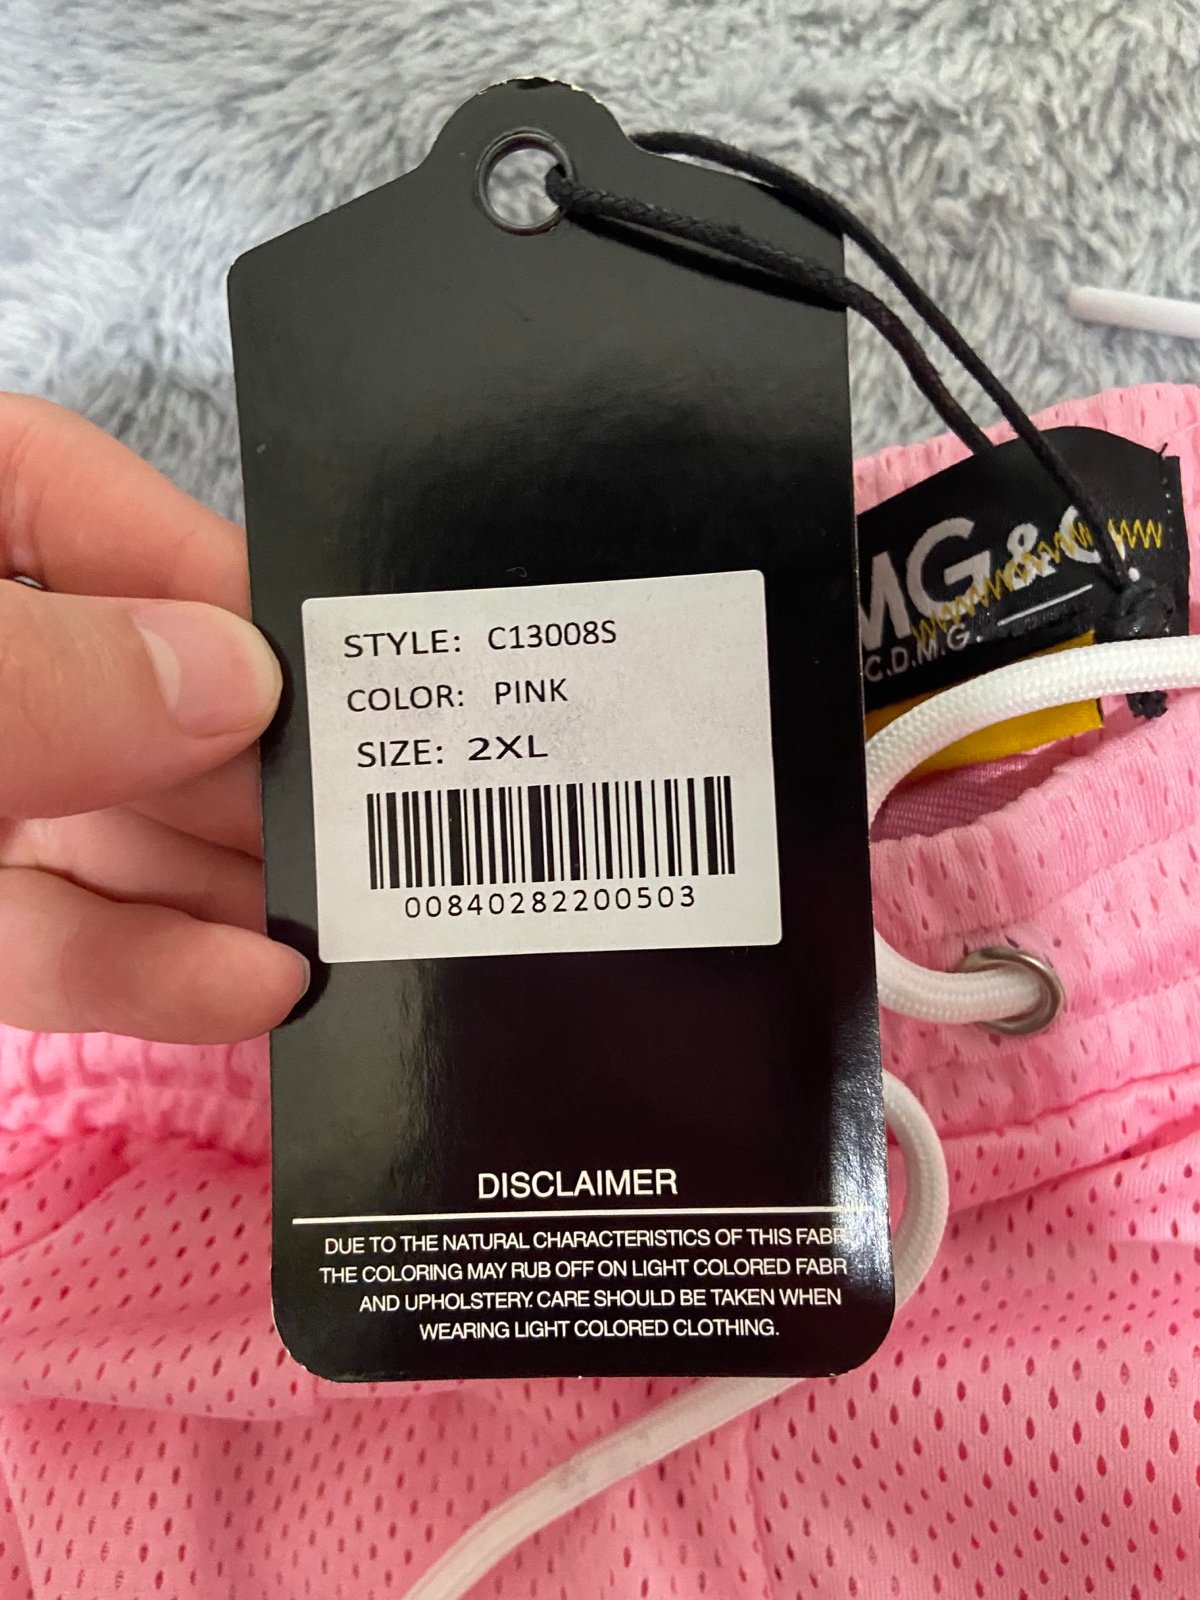 STYLE: C13008S
COLOR: PINK
SIZE: 2XL
00840282200503
MG&
C.D.M.G.
DISCLAIMER
DUE TO THE NATURAL CHARACTERISTICS OF THIS FABR
THE COLORING MAY RUB OFF ON LIGHT COLORED FABR
AND UPHOLSTERY. CARE SHOULD BE TAKEN WHEN
WEARING LIGHT COLORED CLOTHING.